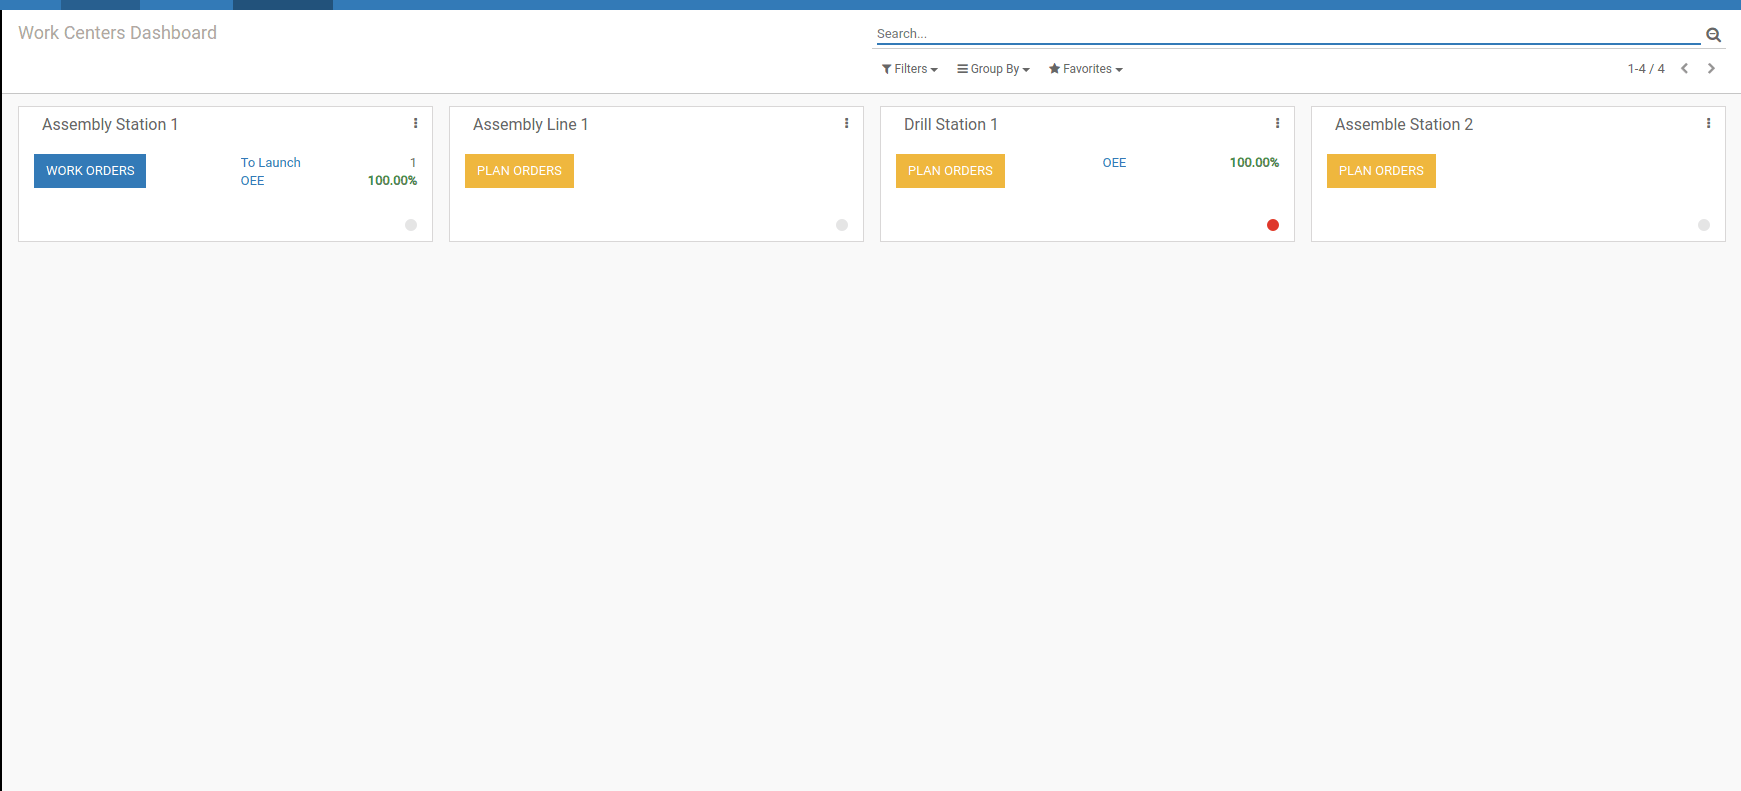 Work Centers Dashboard
Search...
Filters
Group By
Favorites
1-4 / 4
Assembly Station 1
WORK ORDERS
To Launch 1
OEE 100.00%
Assembly Line 1
PLAN ORDERS
Drill Station 1
PLAN ORDERS
OEE 100.00%
Assemble Station 2
PLAN ORDERS